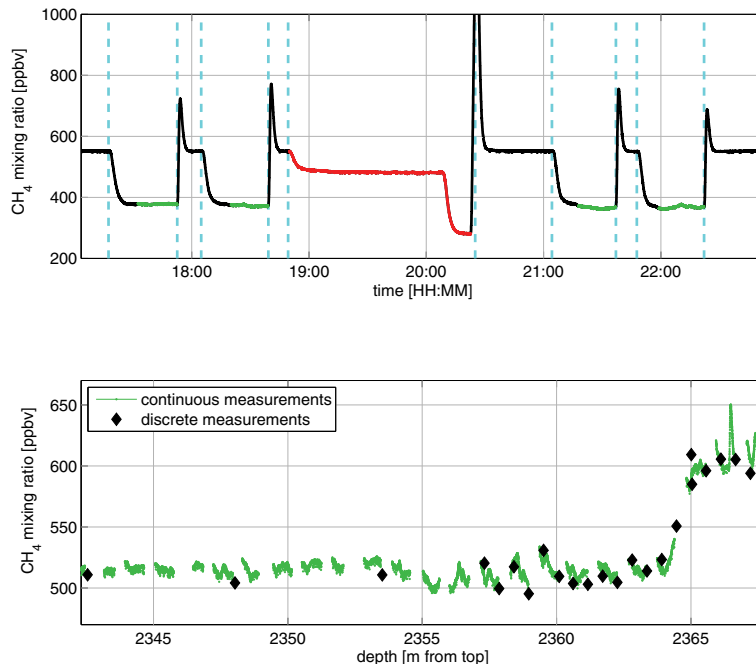 1000
800
600
400
200
CH4 mixing ratio [ppbv]
18:00 19:00 20:00 21:00 22:00
time [HH:MM]
650
600
550
500
CH4 mixing ratio [ppbv]
continuous measurements
discrete measurements
2345 2350 2355 2360 2365
depth [m from top]